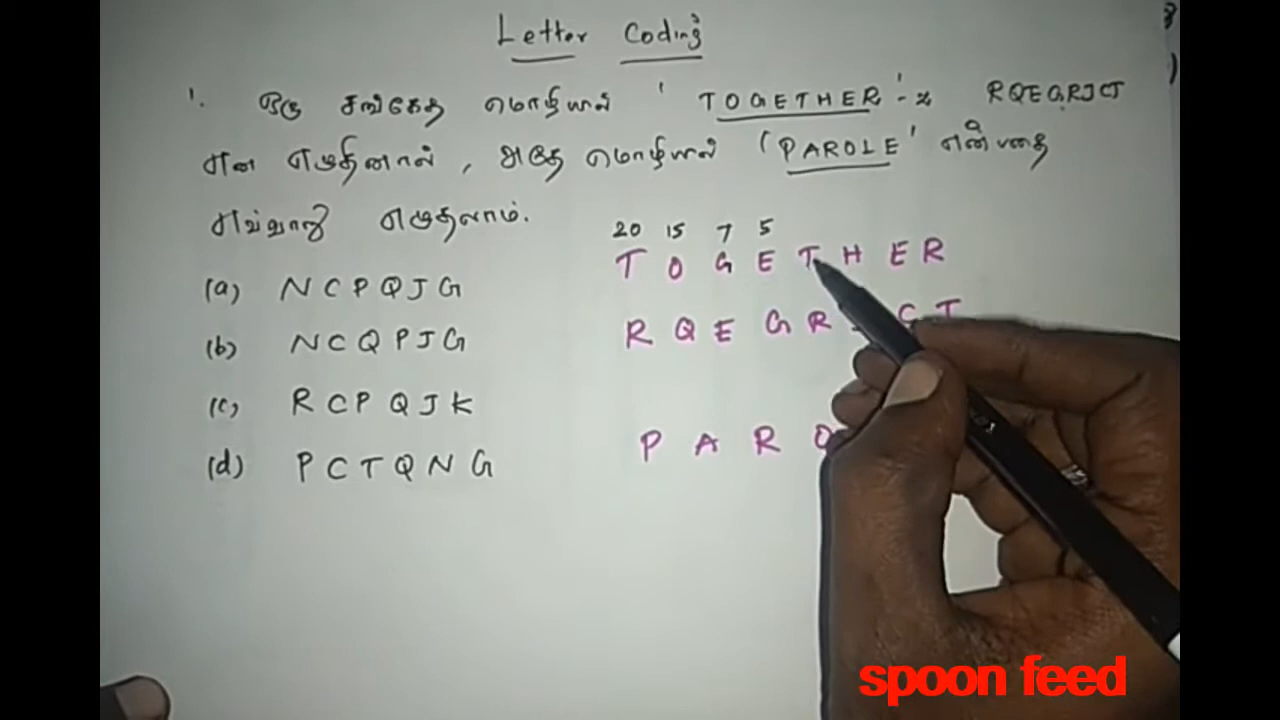 Letter Coding
1. ஒரு சங்கேத மொழியில் 'TOGETHER'-ஐ RQEGRJCT
என எழுதினால், அதே மொழியில் 'PAROLE' என்பதை
எவ்வாறு எழுதலாம்.
20 15 7 5
T O G E T H E R
(a) N C P Q J G
R Q E G R
(b) N C Q P J G
(c) R C P Q J K
P A R O
(d) P C T Q N G
spoon feed